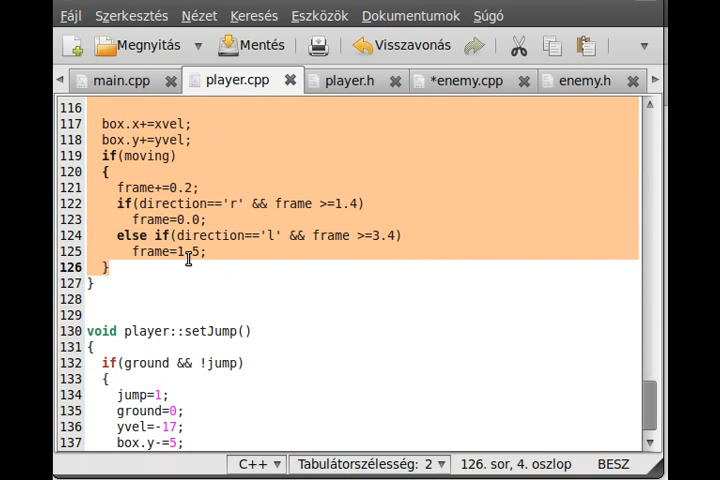 Fájl Szerkesztés Nézet Keresés Eszközök Dokumentumok Súgó
Megnyitás Mentés Visszavonás
main.cpp player.cpp player.h *enemy.cpp enemy.h
116
117 box.x+=xvel;
118 box.y+=yvel;
119 if(moving)
120 {
121 frame+=0.2;
122 if(direction=='r' && frame >=1.4)
123 frame=0.0;
124 else if(direction=='l' && frame >=3.4)
125 frame=1.5;
126 }
127 }
128
129
130 void player::setJump()
131 {
132 if(ground && !jump)
133 {
134 jump=1;
135 ground=0;
136 yvel=-17;
137 box.y-=5;
C++ Tabulátorszélesség: 2 126. sor, 4. oszlop BESZ